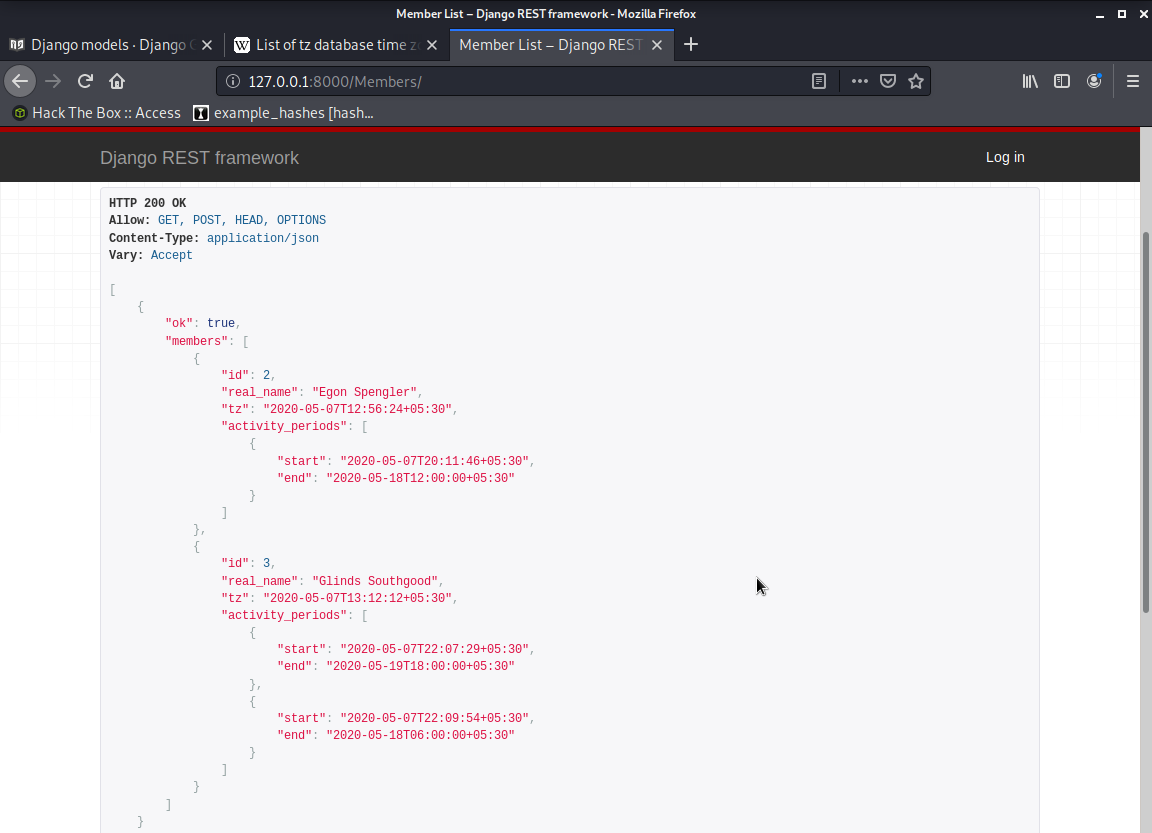 Member List – Django REST framework - Mozilla Firefox
Django models · Django
List of tz database time z
Member List – Django REST
127.0.0.1:8000/Members/
Hack The Box :: Access
example_hashes [hash...
Django REST framework
Log in
HTTP 200 OK
Allow: GET, POST, HEAD, OPTIONS
Content-Type: application/json
Vary: Accept
[
    {
        "ok": true,
        "members": [
            {
                "id": 2,
                "real_name": "Egon Spengler",
                "tz": "2020-05-07T12:56:24+05:30",
                "activity_periods": [
                    {
                        "start": "2020-05-07T20:11:46+05:30",
                        "end": "2020-05-18T12:00:00+05:30"
                    }
                ]
            },
            {
                "id": 3,
                "real_name": "Glinds Southgood",
                "tz": "2020-05-07T13:12:12+05:30",
                "activity_periods": [
                    {
                        "start": "2020-05-07T22:07:29+05:30",
                        "end": "2020-05-19T18:00:00+05:30"
                    },
                    {
                        "start": "2020-05-07T22:09:54+05:30",
                        "end": "2020-05-18T06:00:00+05:30"
                    }
                ]
            }
        ]
    }